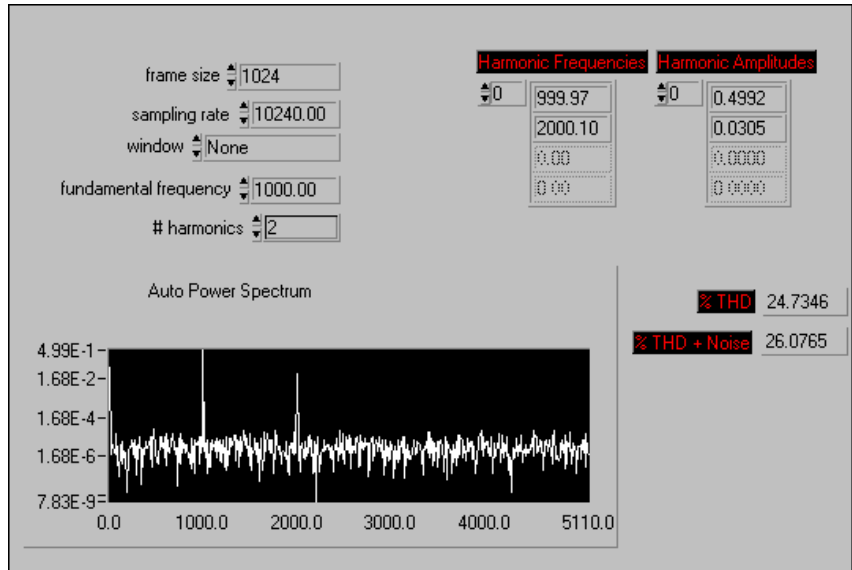 Harmonic Frequencies Harmonic Amplitudes
frame size 1024
0 999.97 0 0.4992
sampling rate 10240.00
2000.10 0.0305
window None
0.00 0.0000
fundamental frequency 1000.00
0.00 0.0000
# harmonics 2
Auto Power Spectrum
% THD 24.7346
% THD + Noise 26.0765
4.99E-1
1.68E-2
1.68E-4
1.68E-6
7.83E-9
0.0 1000.0 2000.0 3000.0 4000.0 5110.0